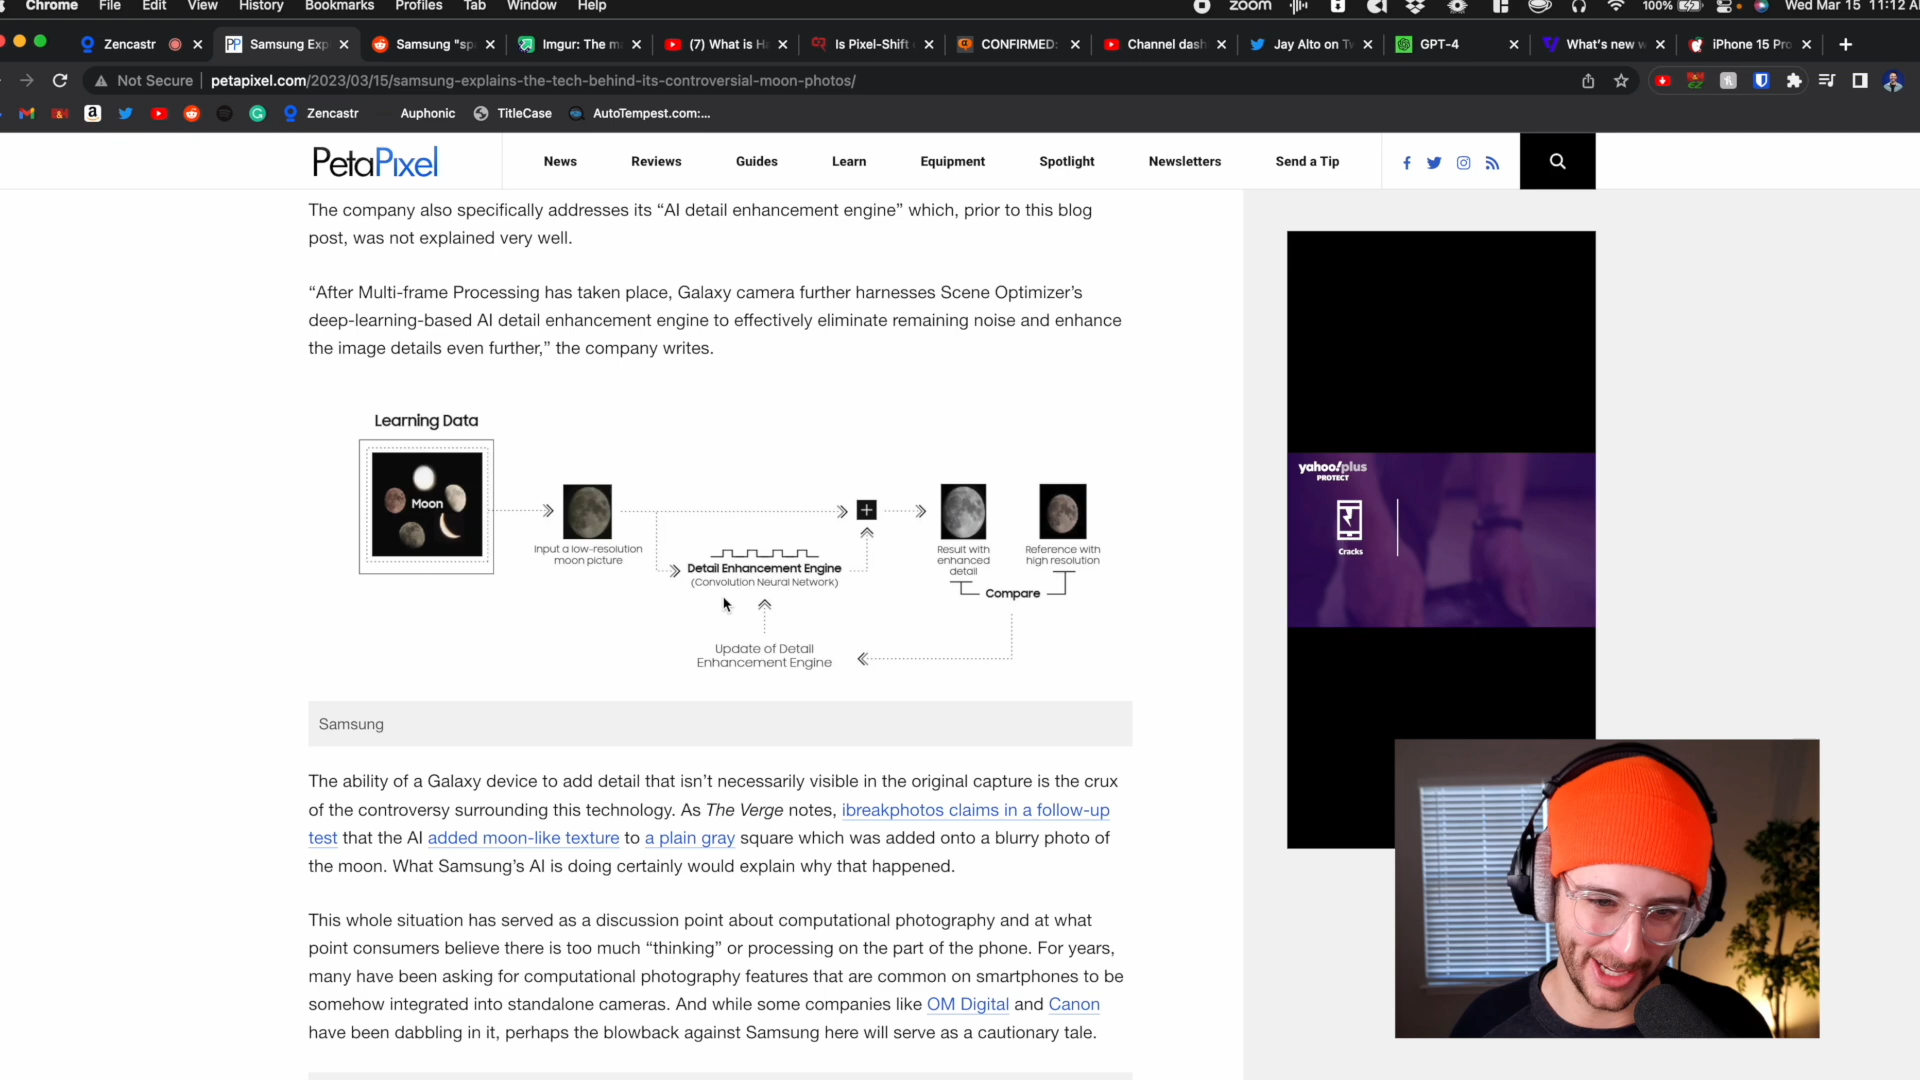 Chrome File Edit View History Bookmarks Profiles Tab Window Help zoom 100% Wed Mar 15 11:12
Zencastr Samsung Exp Samsung "sp Imgur: The m (7) What is H Is Pixel-Shift CONFIRMED: Channel dash Jay Alto on Tw GPT-4 What's new w iPhone 15 Pro
Not Secure petapixel.com/2023/03/15/samsung-explains-the-tech-behind-its-controversial-moon-photos/
Zencastr Auphonic TitleCase AutoTempest.com:...
PetaPixel News Reviews Guides Learn Equipment Spotlight Newsletters Send a Tip
The company also specifically addresses its “AI detail enhancement engine” which, prior to this blog
post, was not explained very well.
“After Multi-frame Processing has taken place, Galaxy camera further harnesses Scene Optimizer’s
deep-learning-based AI detail enhancement engine to effectively eliminate remaining noise and enhance
the image details even further,” the company writes.
Learning Data
Moon
Input a low-resolution
moon picture
Detail Enhancement Engine
(Convolution Neural Network)
Update of Detail
Enhancement Engine
Result with
enhanced
detail
Reference with
high resolution
Compare
Samsung
yahoo!plus
PROTECT
Cracks
The ability of a Galaxy device to add detail that isn’t necessarily visible in the original capture is the crux
of the controversy surrounding this technology. As The Verge notes, ibreakphotos claims in a follow-up
test that the AI added moon-like texture to a plain gray square which was added onto a blurry photo of
the moon. What Samsung’s AI is doing certainly would explain why that happened.
This whole situation has served as a discussion point about computational photography and at what
point consumers believe there is too much “thinking” or processing on the part of the phone. For years,
many have been asking for computational photography features that are common on smartphones to be
somehow integrated into standalone cameras. And while some companies like OM Digital and Canon
have been dabbling in it, perhaps the blowback against Samsung here will serve as a cautionary tale.